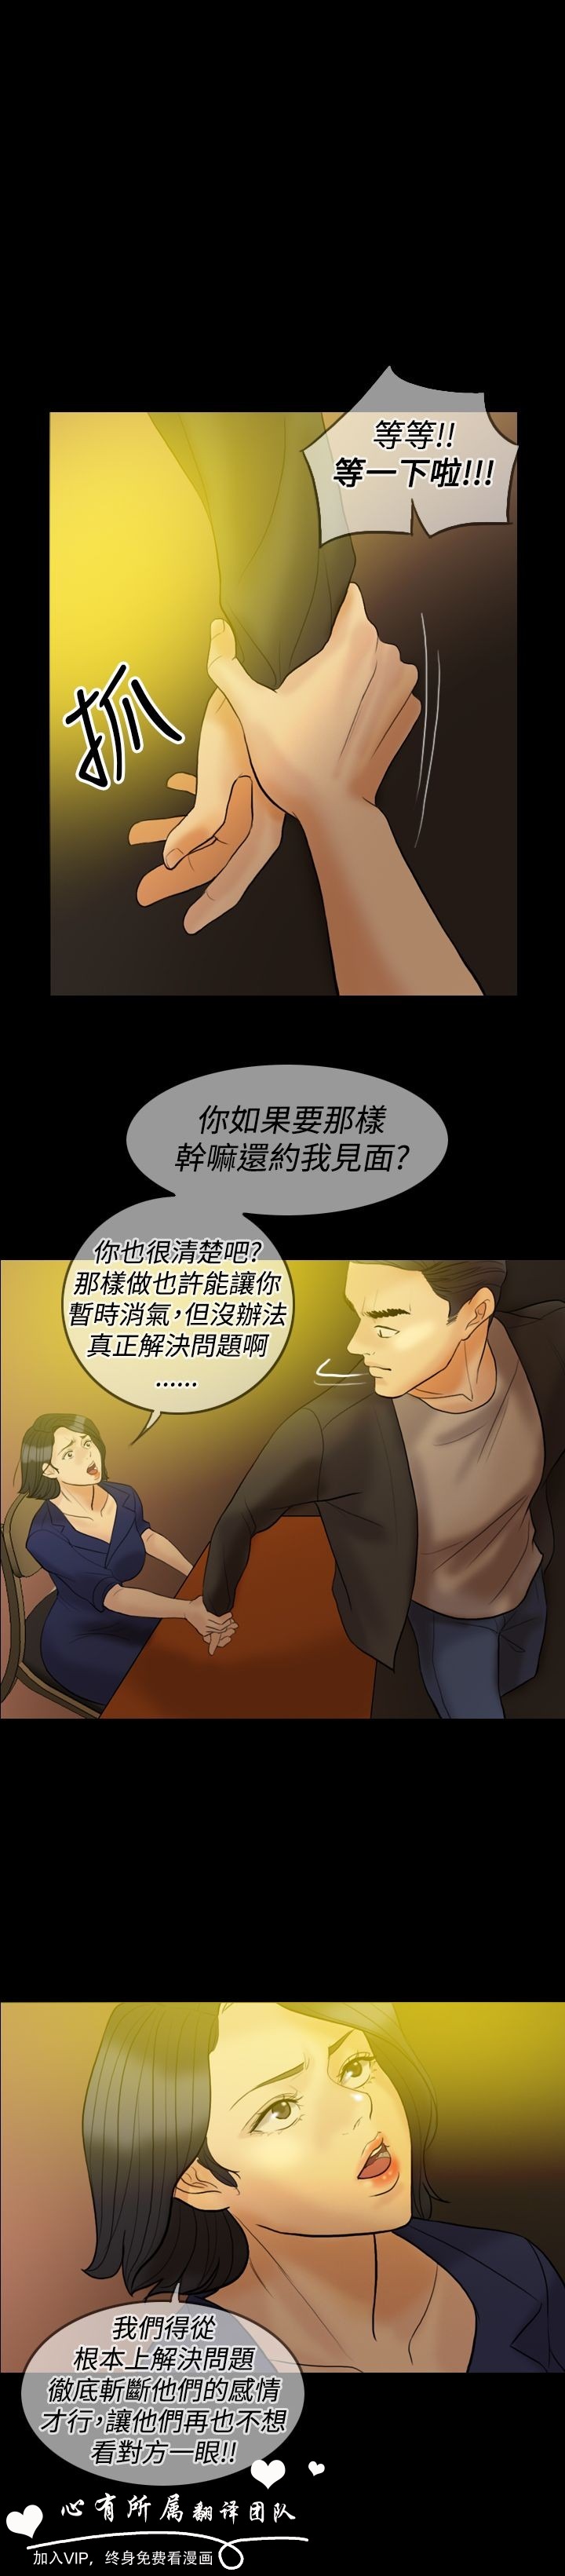 等等!!
等一下啦!!!
抓
你如果要那樣
幹嘛還約我見面?
你也很清楚吧?
那樣做也許能讓你
暫時消氣,但沒辦法
真正解決問題啊
……
我們得從
根本上解決問題
徹底斬斷他們的感情
才行,讓他們再也不想
看對方一眼!!
心有所属翻译团队
加入VIP，终身免费看漫画